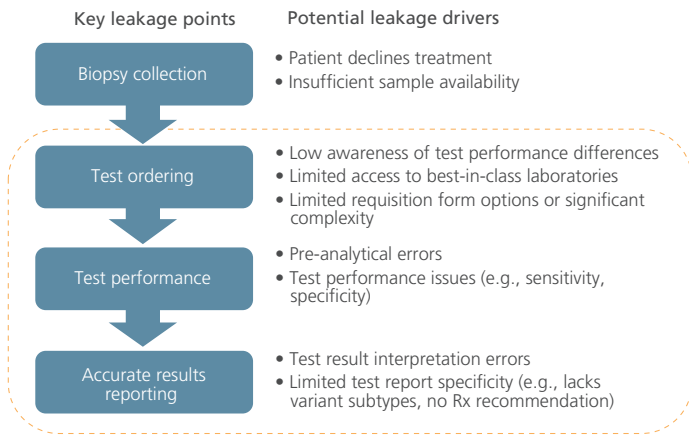 Key leakage points
Potential leakage drivers
Biopsy collection
• Patient declines treatment
• Insufficient sample availability
Test ordering
• Low awareness of test performance differences
• Limited access to best-in-class laboratories
• Limited requisition form options or significant
complexity
Test performance
• Pre-analytical errors
• Test performance issues (e.g., sensitivity,
specificity)
Accurate results
reporting
• Test result interpretation errors
• Limited test report specificity (e.g., lacks
variant subtypes, no Rx recommendation)